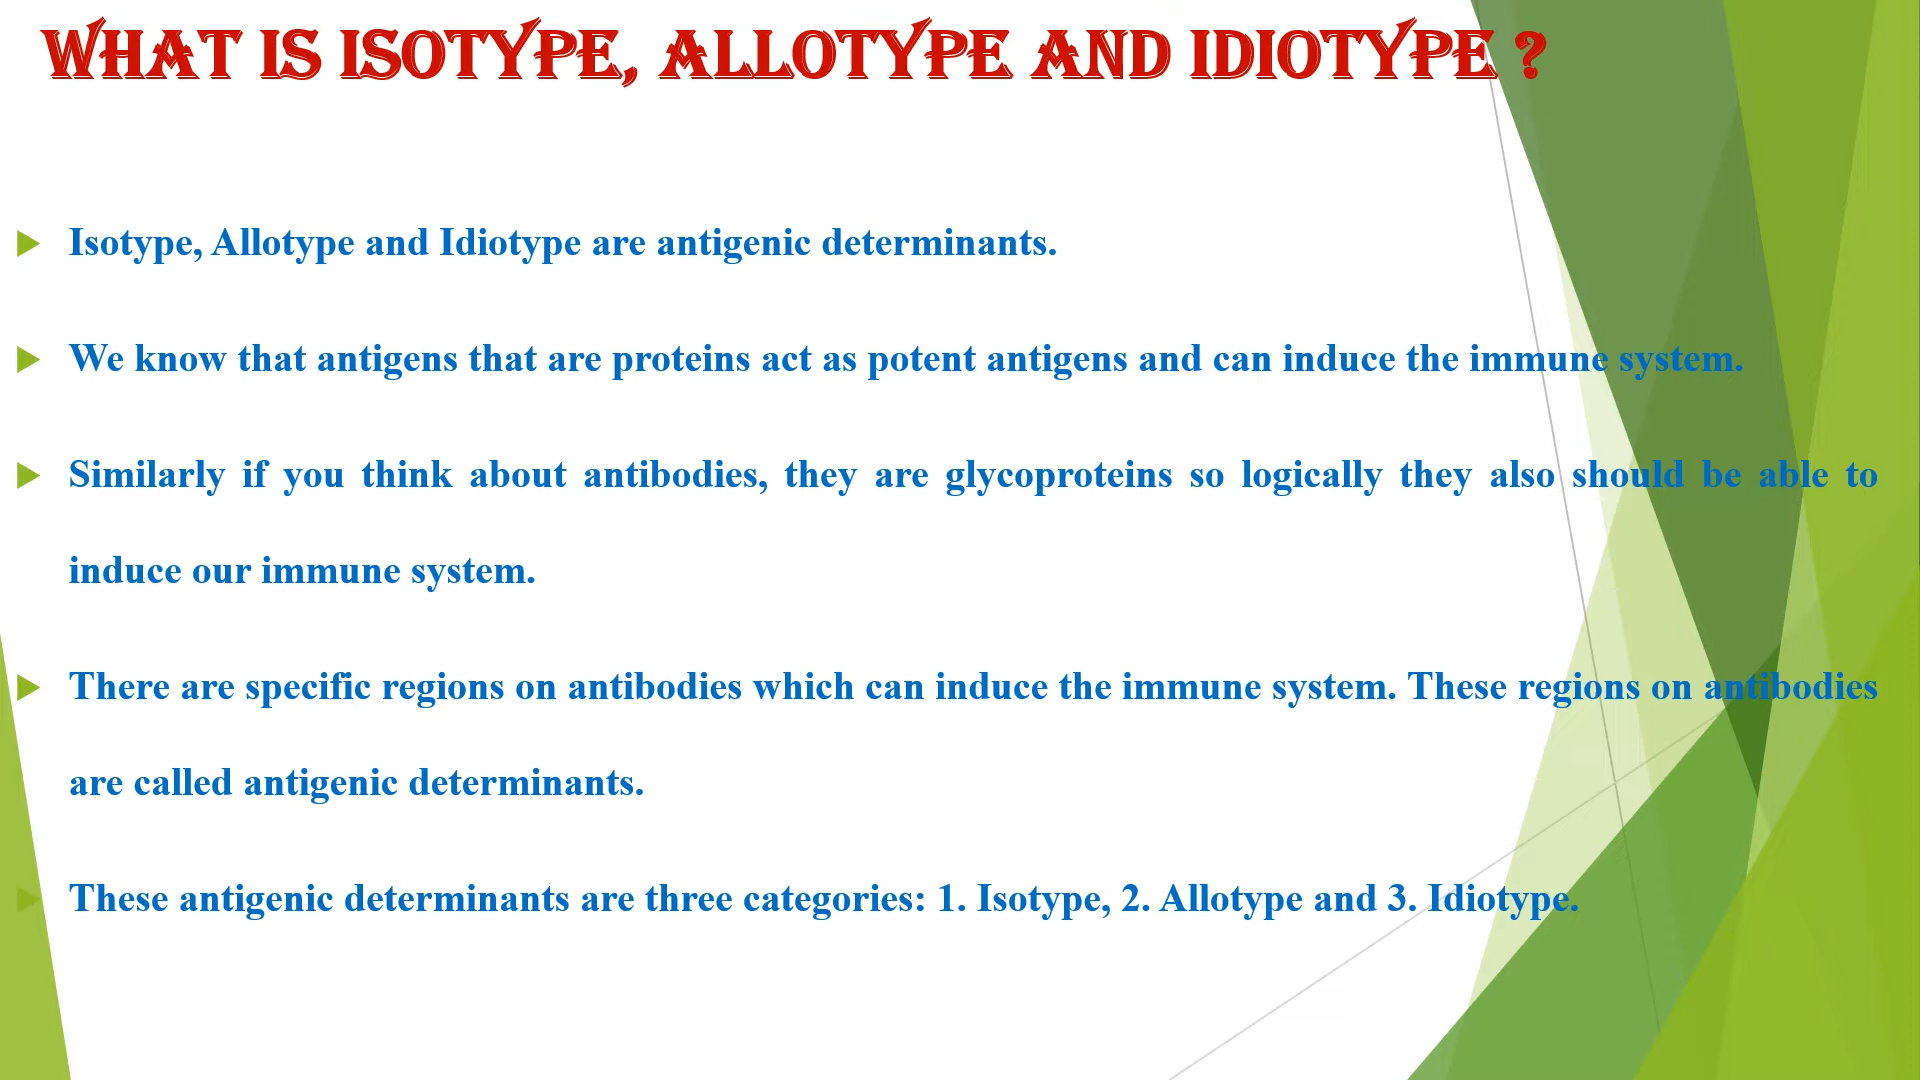 WHAT IS ISOTYPE, ALLOTYPE AND IDIOTYPE ?
Isotype, Allotype and Idiotype are antigenic determinants.
We know that antigens that are proteins act as potent antigens and can induce the immune system.
Similarly if you think about antibodies, they are glycoproteins so logically they also should be able to
induce our immune system.
There are specific regions on antibodies which can induce the immune system. These regions on antibodies
are called antigenic determinants.
These antigenic determinants are three categories: 1. Isotype, 2. Allotype and 3. Idiotype.